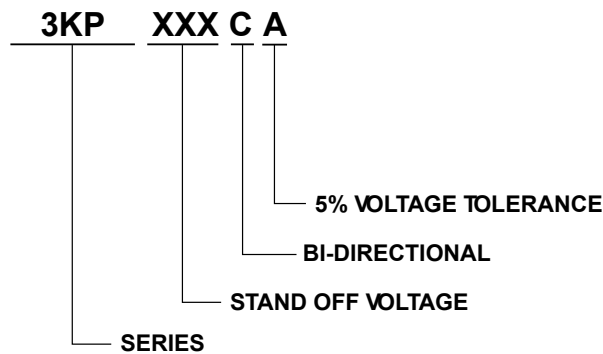 3KP XXX C A
5% VOLTAGE TOLERANCE
BI-DIRECTIONAL
STAND OFF VOLTAGE
SERIES